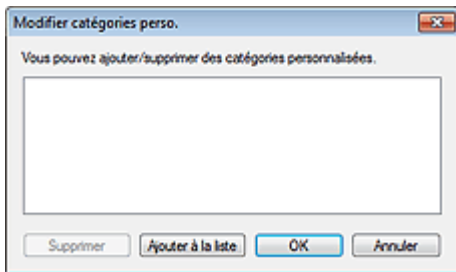 Modifier catégories perso.
Vous pouvez ajouter/supprimer des catégories personnalisées.
Supprimer Ajouter à la liste OK Annuler